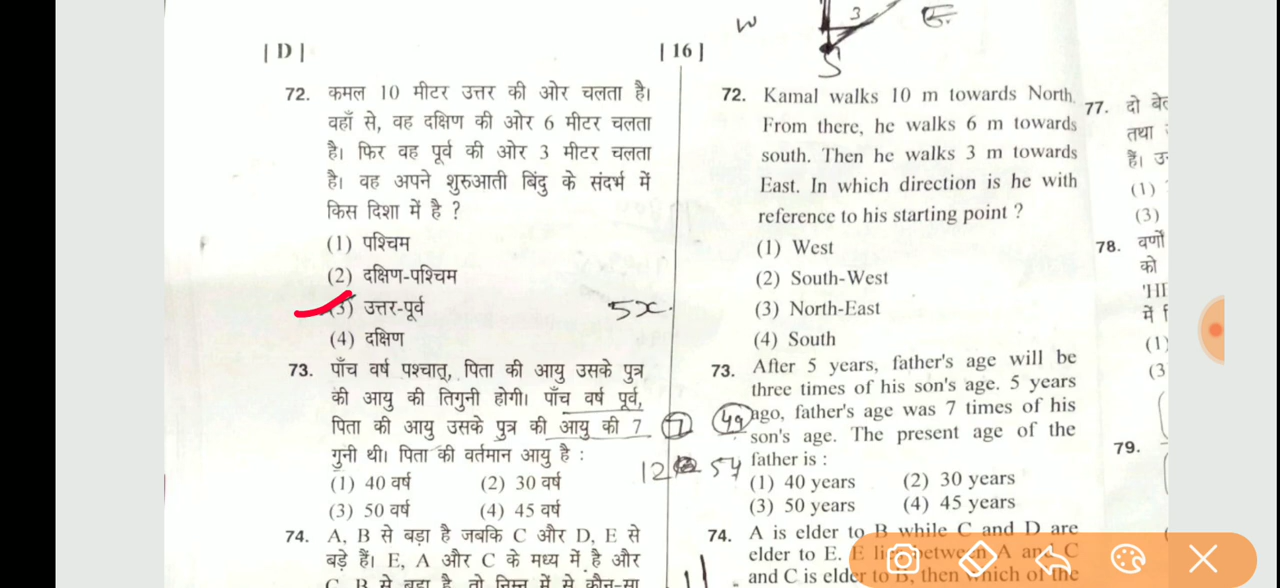 W
3
E.
S
[ D ]
[ 16 ]
72. कमल 10 मीटर उत्तर की ओर चलता है।
वहाँ से, वह दक्षिण की ओर 6 मीटर चलता
है। फिर वह पूर्व की ओर 3 मीटर चलता
है। वह अपने शुरुआती बिंदु के संदर्भ में
किस दिशा में है ?
(1) पश्चिम
(2) दक्षिण-पश्चिम
(3) उत्तर-पूर्व
5x.
(4) दक्षिण
73. पाँच वर्ष पश्चात्, पिता की आयु उसके पुत्र
की आयु की तिगुनी होगी। पाँच वर्ष पूर्व,
पिता की आयु उसके पुत्र की आयु की 7
गुनी थी। पिता की वर्तमान आयु है :
(1) 40 वर्ष (2) 30 वर्ष
(3) 50 वर्ष (4) 45 वर्ष
74. A, B से बड़ा है जबकि C और D, E से
बड़े हैं। E, A और C के मध्य में है और
C, B से बड़ा है, तो निम्न में से कौन-सा
7 49
12 54
72. Kamal walks 10 m towards North.
From there, he walks 6 m towards
south. Then he walks 3 m towards
East. In which direction is he with
reference to his starting point ?
(1) West
(2) South-West
(3) North-East
(4) South
73. After 5 years, father's age will be
three times of his son's age. 5 years
ago, father's age was 7 times of his
son's age. The present age of the
father is :
(1) 40 years (2) 30 years
(3) 50 years (4) 45 years
74. A is elder to B while C and D are
elder to E. E lies between A and C
and C is elder to B, then which of the
77. दो
तथा
हैं।
(1)
(3)
78. वर्णों
को
'HI
में
(1)
(3
79.